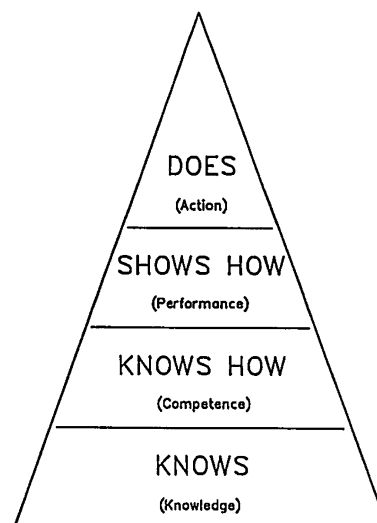 DOES
(Action)
SHOWS HOW
(Performance)
KNOWS HOW
(Competence)
KNOWS
(Knowledge)